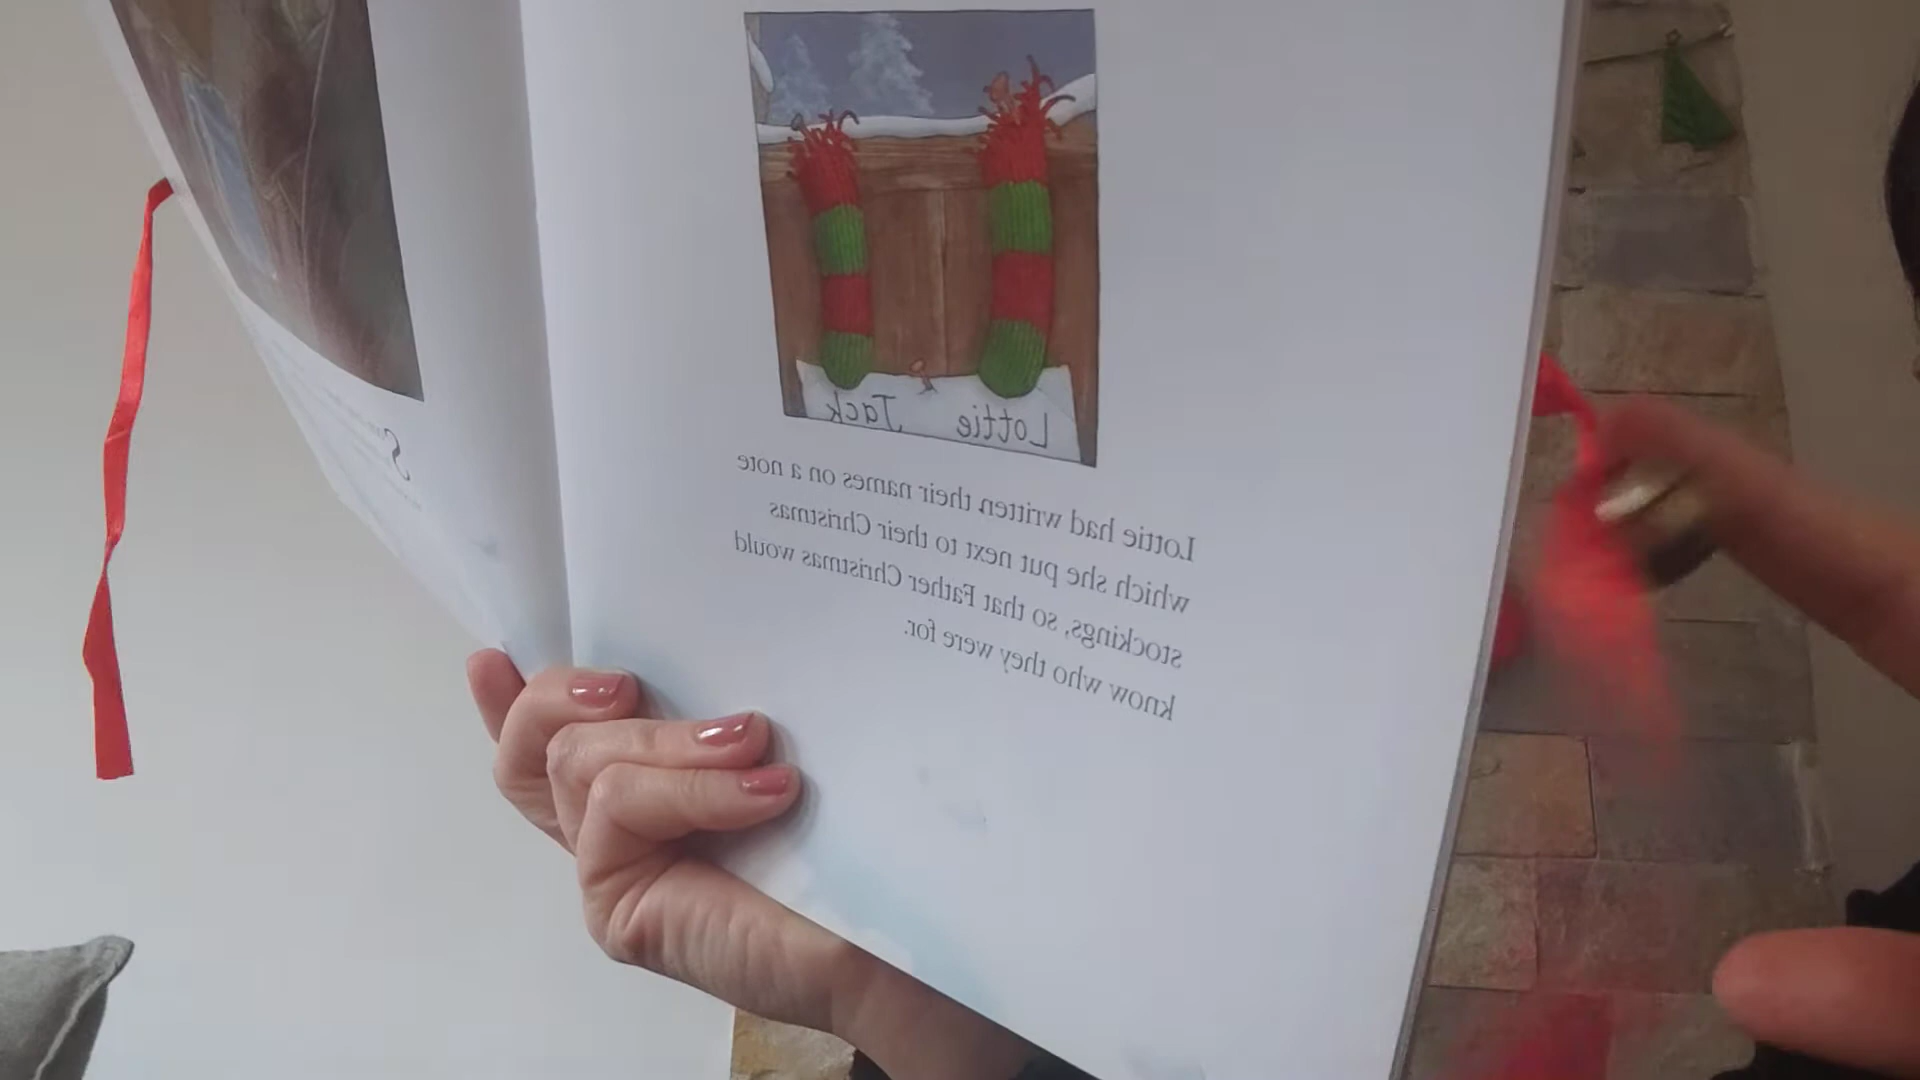 Lottie Jack
Lottie had written their names on a note
which she put next to their Christmas
stockings, so that Father Christmas would
know who they were for.
S